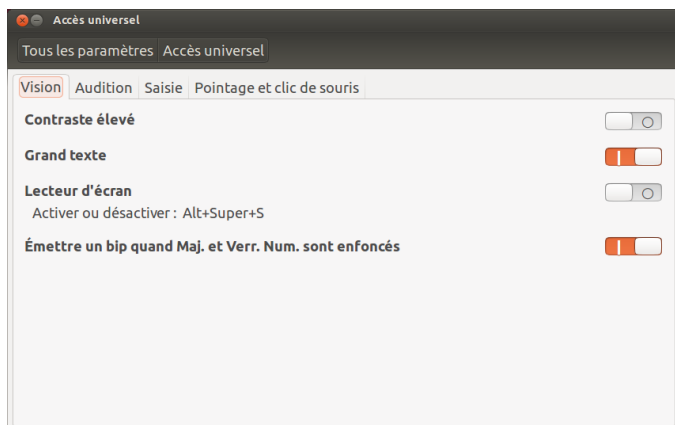 Accès universel
Tous les paramètres Accès universel
Vision Audition Saisie Pointage et clic de souris
Contraste élevé
Grand texte
Lecteur d'écran
Activer ou désactiver : Alt+Super+S
Émettre un bip quand Maj. et Verr. Num. sont enfoncés